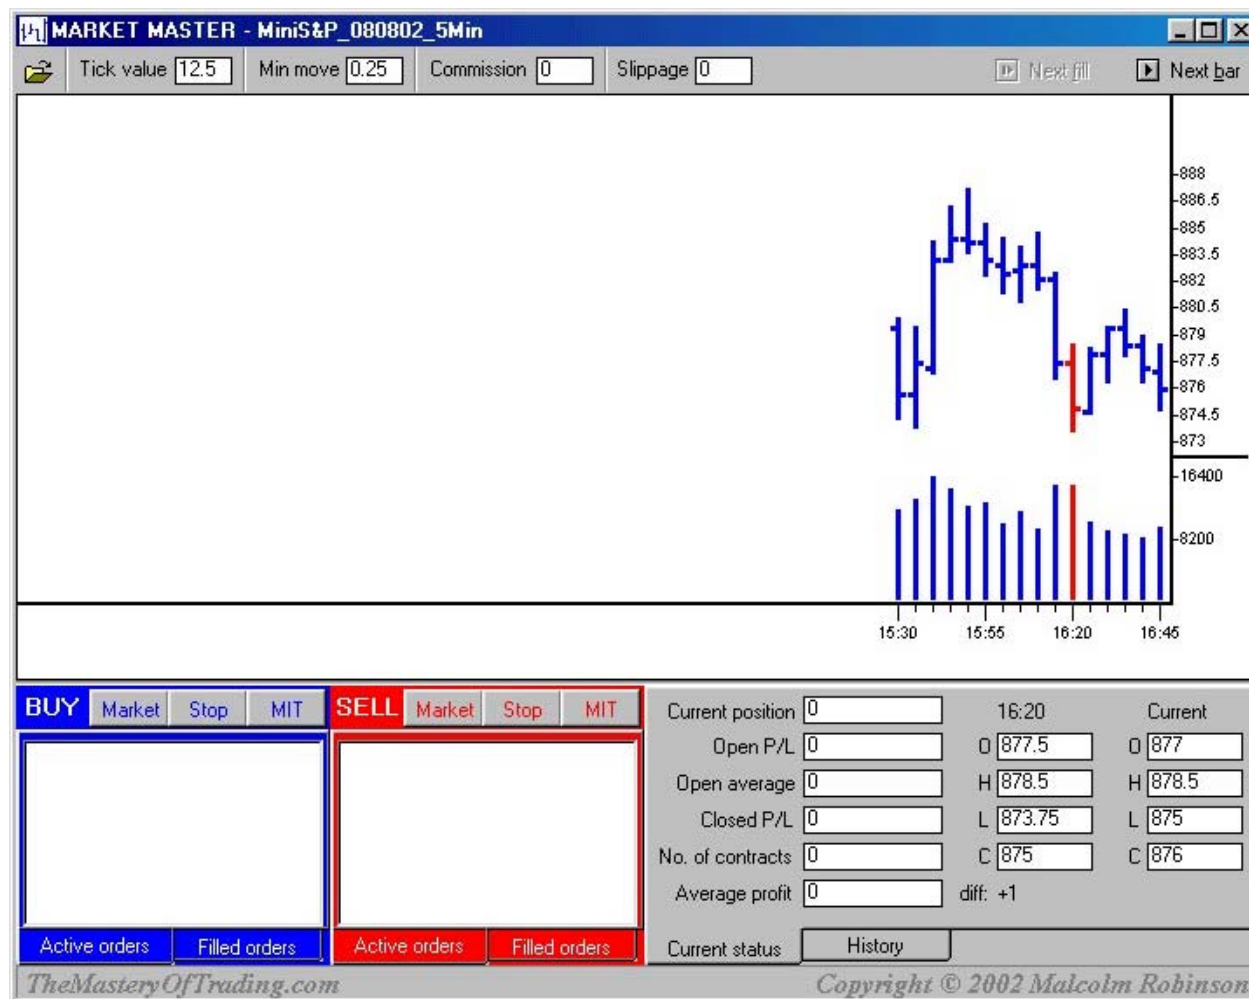 MARKET MASTER - MiniS&P_080802_5Min
Tick value 12.5 Min move 0.25 Commission 0 Slippage 0 Next fill Next bar
888
886.5
885
883.5
882
880.5
879
877.5
876
874.5
873
16400
8200
15:30 15:55 16:20 16:45
BUY Market Stop MIT SELL Market Stop MIT
Current position 0 16:20 Current
Open P/L 0 O 877.5 O 877
Open average 0 H 878.5 H 878.5
Closed P/L 0 L 873.75 L 875
No. of contracts 0 C 875 C 876
Average profit 0 diff: +1
Active orders Filled orders Active orders Filled orders Current status History
TheMasteryOfTrading.com Copyright © 2002 Malcolm Robinson